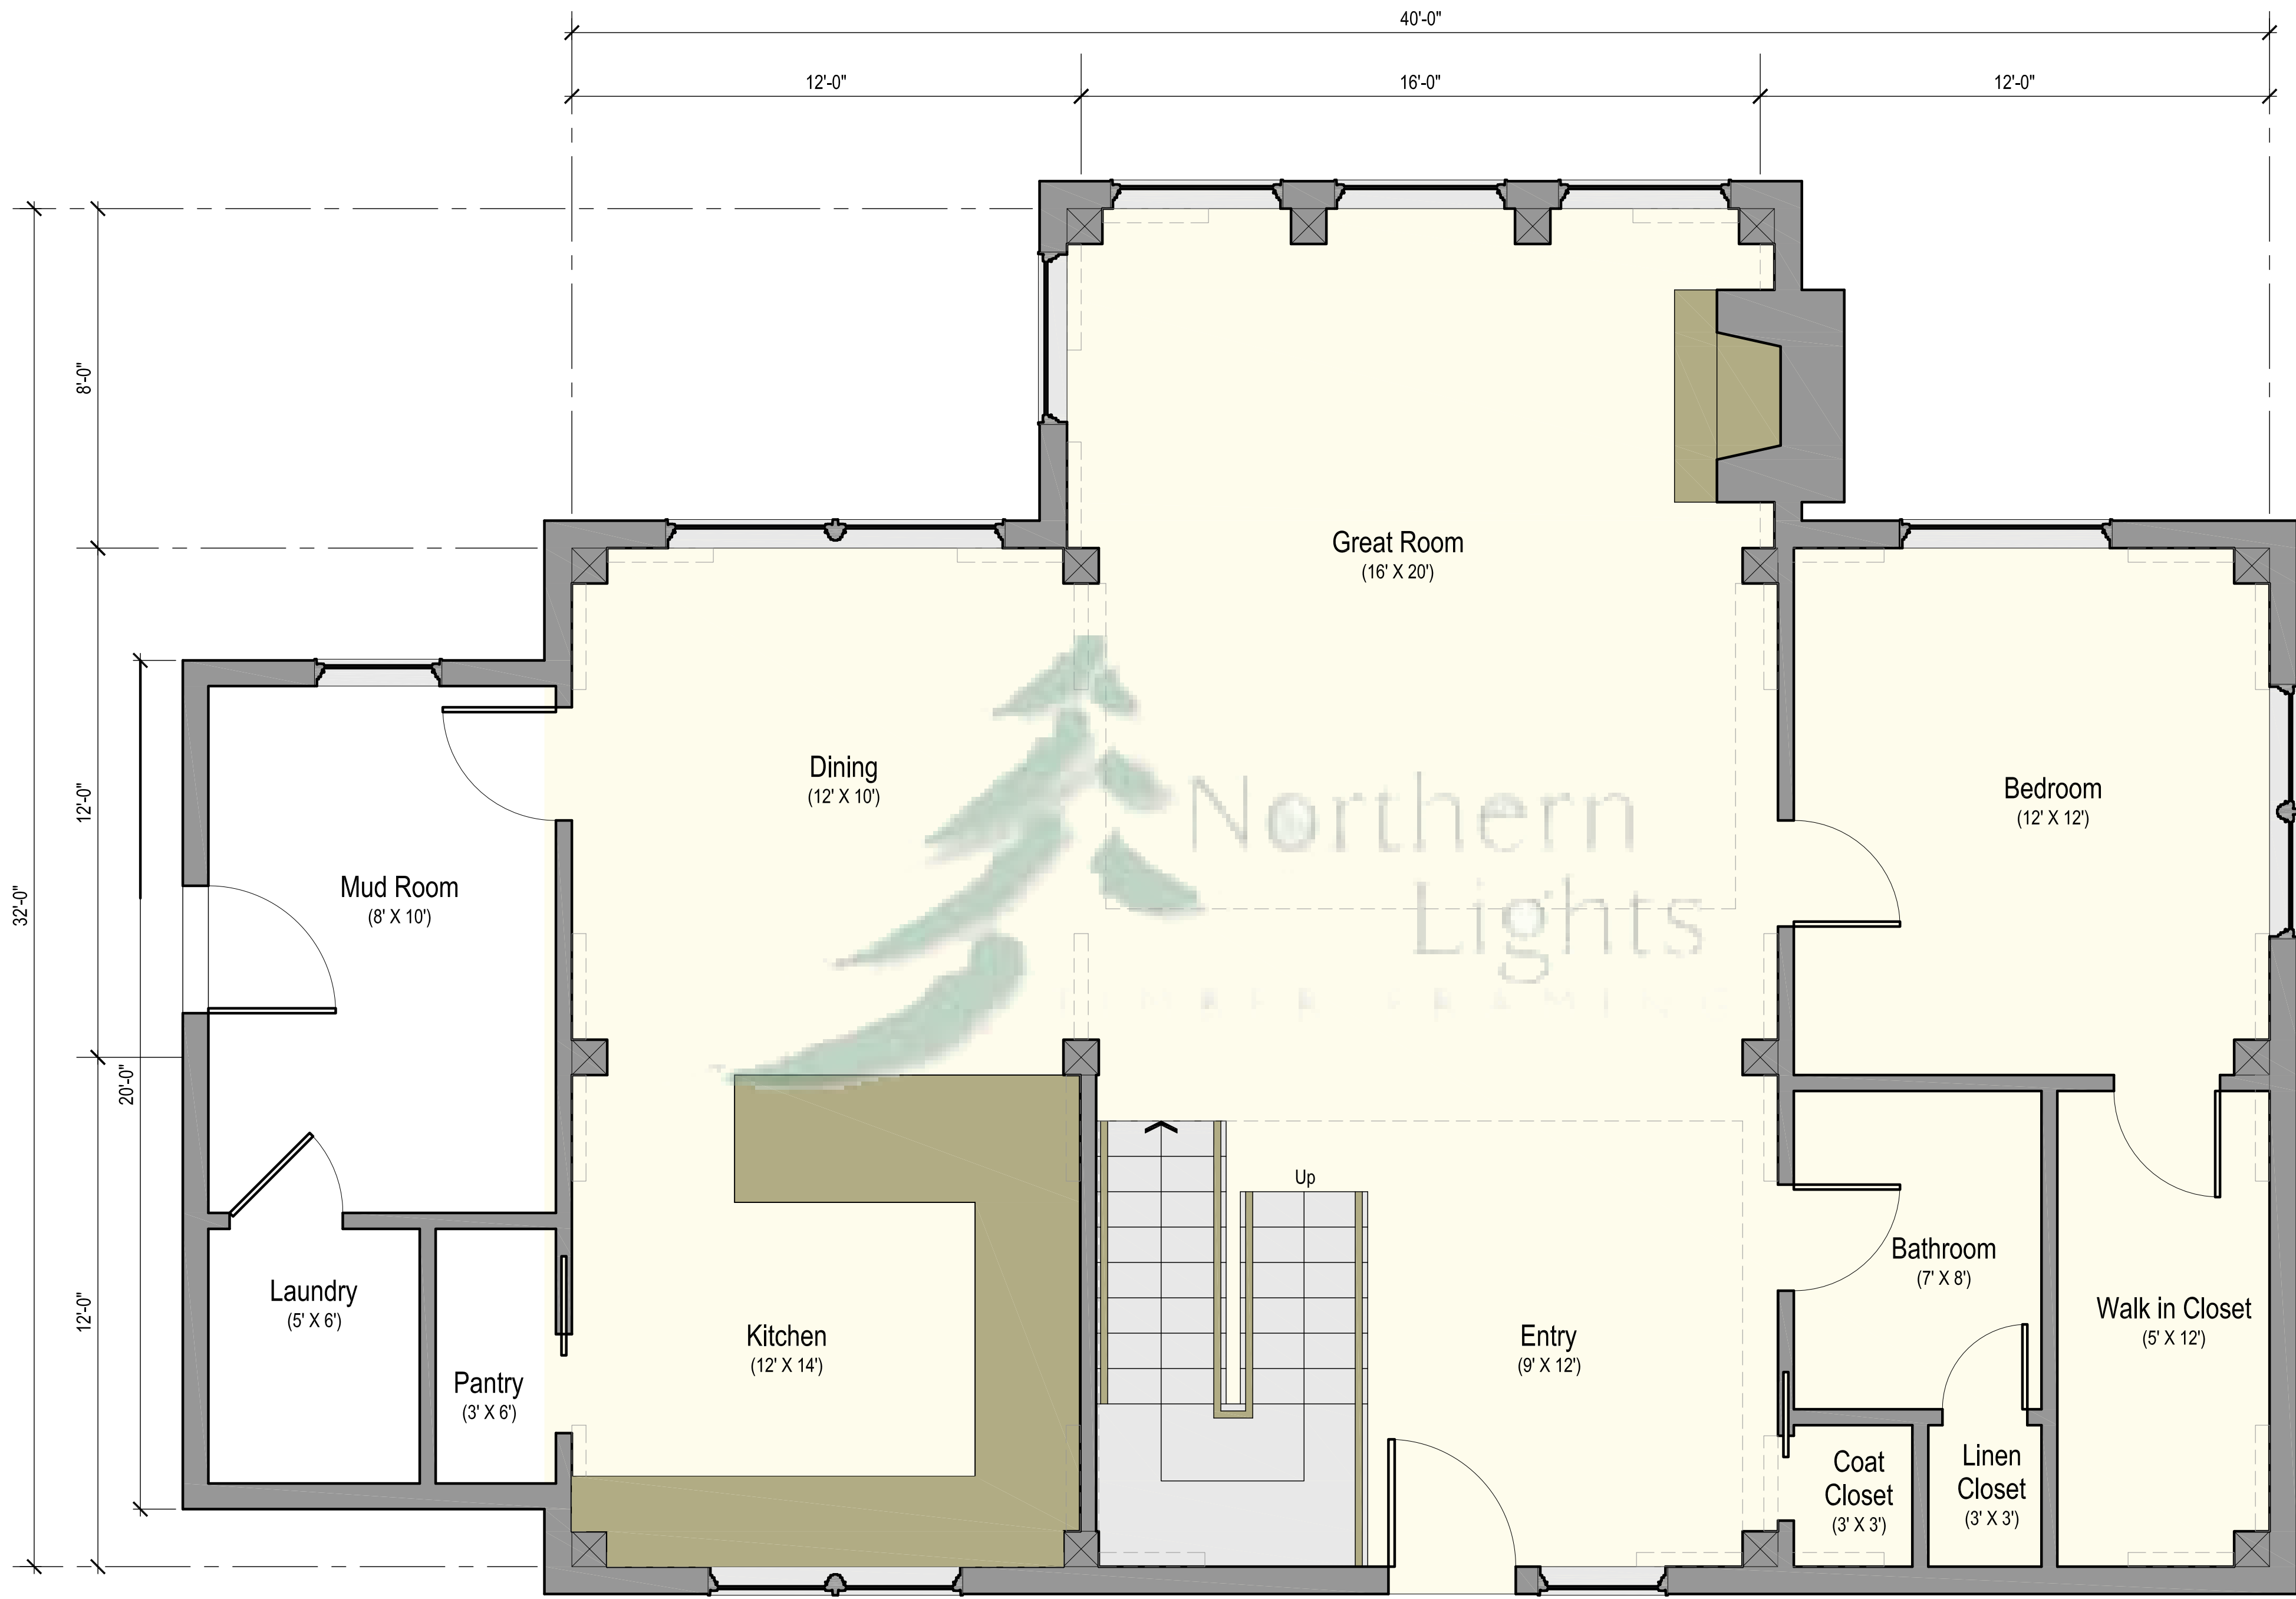 40'-0"
12'-0"
16'-0"
12'-0"
8'-0"
12'-0"
12'-0"
32'-0"
20'-0"
Great Room
(16' X 20')
Dining
(12' X 10')
Northern
Lights
Bedroom
(12' X 12')
Mud Room
(8' X 10')
Up
Bathroom
(7' X 8')
Laundry
(5' X 6')
Walk in Closet
(5' X 12')
Kitchen
(12' X 14')
Entry
(9' X 12')
Pantry
(3' X 6')
Coat
Closet
(3' X 3')
Linen
Closet
(3' X 3')